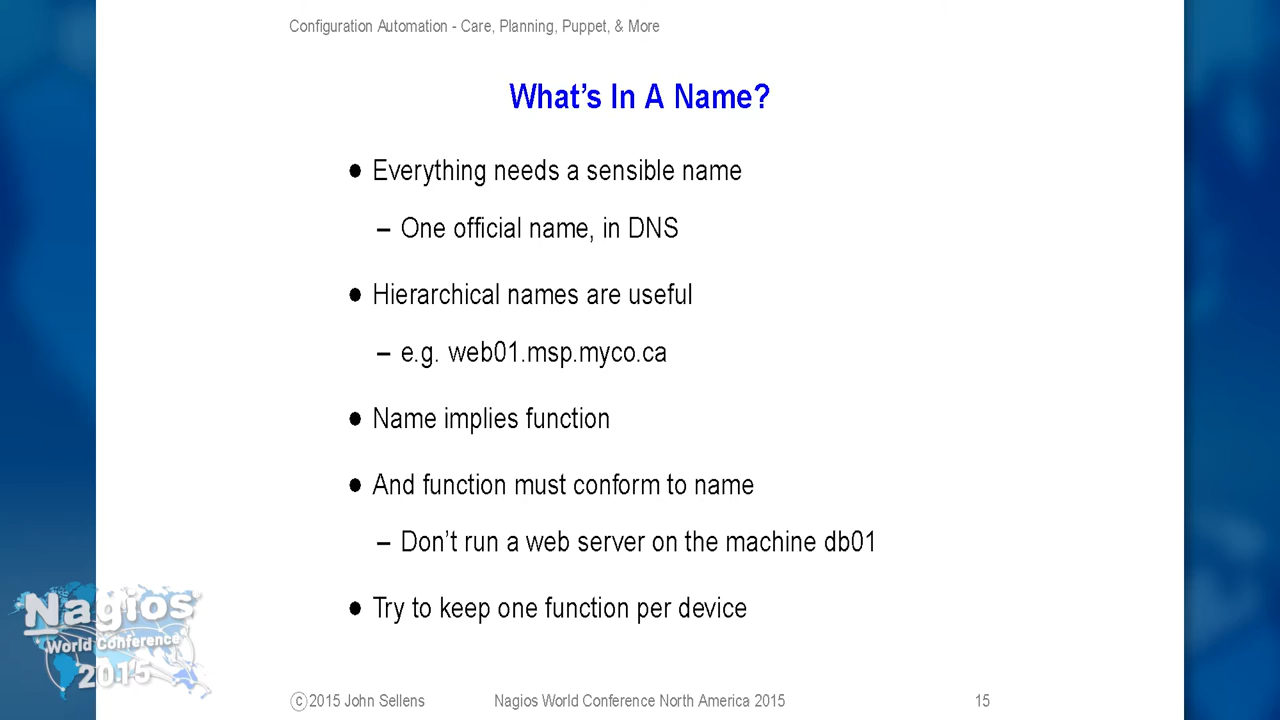 Configuration Automation - Care, Planning, Puppet, & More
What's In A Name?
● Everything needs a sensible name
– One official name, in DNS
● Hierarchical names are useful
– e.g. web01.msp.myco.ca
● Name implies function
● And function must conform to name
– Don't run a web server on the machine db01
● Try to keep one function per device
Nagios
World Conference
2015
©2015 John Sellens Nagios World Conference North America 2015 15